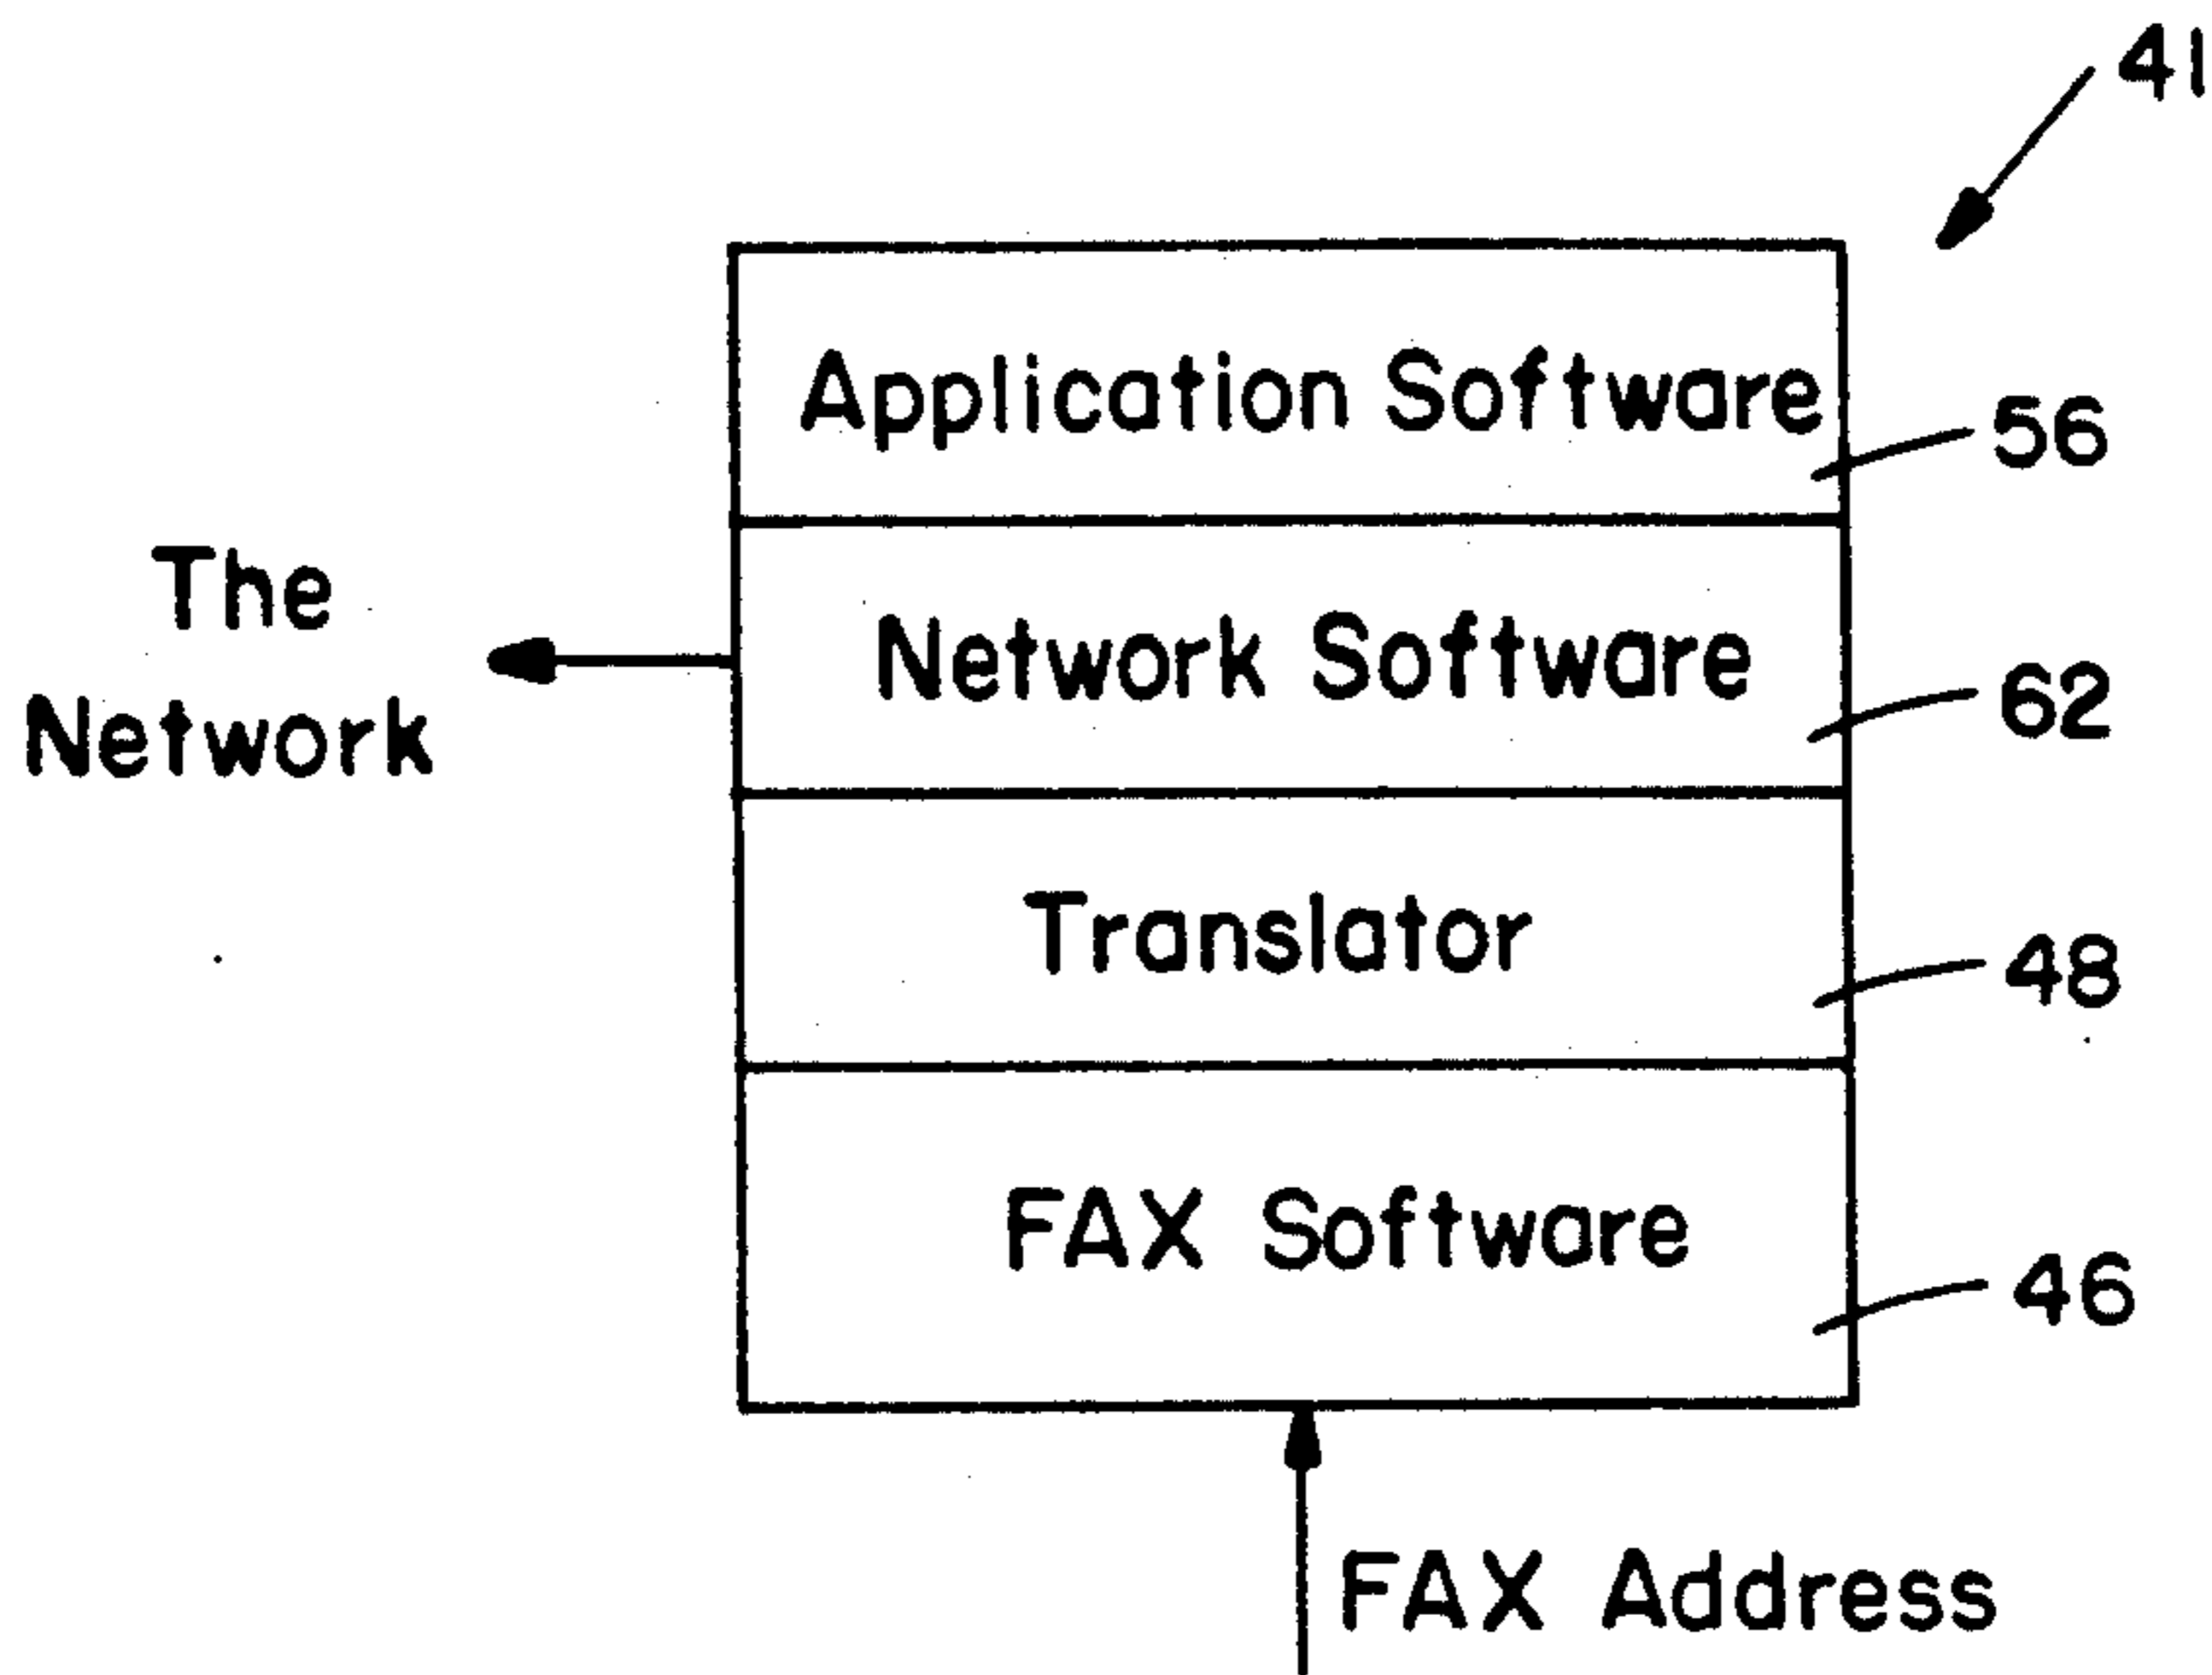 41
Application Software
56
The
Network
Network Software
62
Translator
48
FAX Software
46
FAX Address